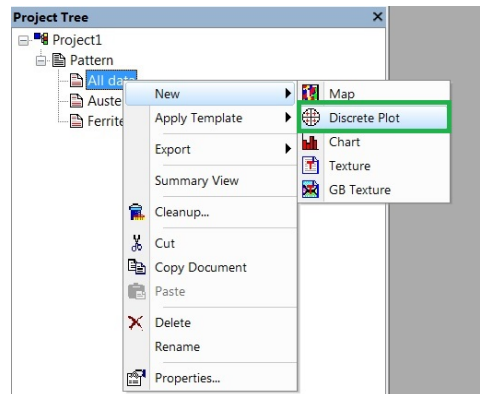 Project Tree
Project1
Pattern
All data
Auste
Ferrite
New
Apply Template
Export
Summary View
Cleanup...
Cut
Copy Document
Paste
Delete
Rename
Properties...
Map
Discrete Plot
Chart
Texture
GB Texture